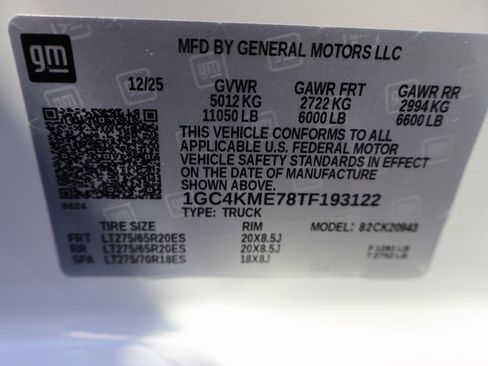 gm
MFD BY GENERAL MOTORS LLC
12/25 GVWR GAWR FRT GAWR RR
5012 KG 2722 KG 2994 KG
11050 LB 6000 LB 6600 LB
THIS VEHICLE CONFORMS TO ALL
APPLICABLE U.S. FEDERAL MOTOR
VEHICLE SAFETY STANDARDS IN EFFECT
ON THE DATE OF MANUFACTURE
SHOWN ABOVE.
8624 1GC4KME78TF193122
TYPE: TRUCK
TIRE SIZE RIM MODEL: 82CK20943
FRT LT275/65R20ES 20X8.5J
RR LT275/65R20ES 20X8.5J
SPA LT275/70R18ES 18X8J